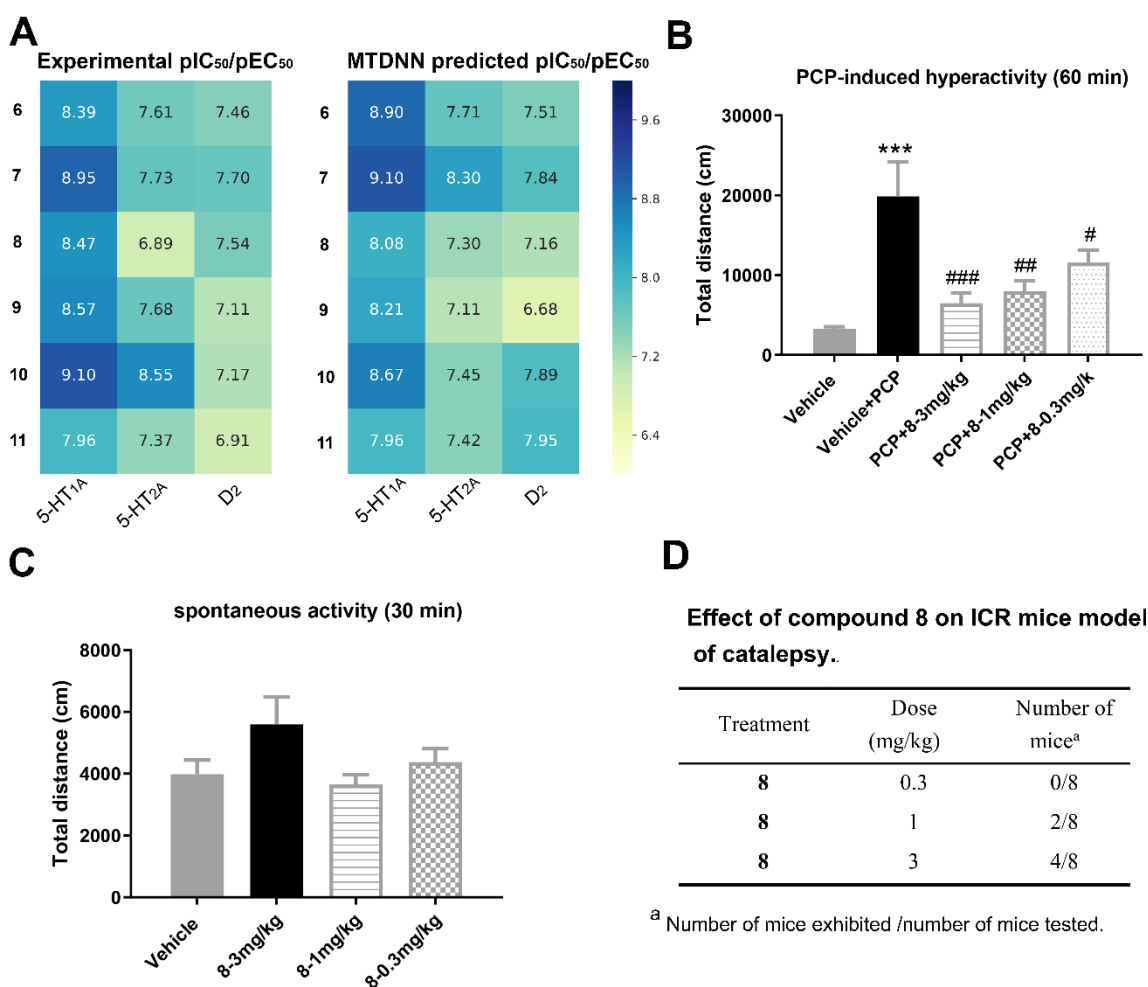 A
Experimental pIC₅₀/pEC₅₀
MTDNN predicted pIC₅₀/pEC₅₀
6 8.39 7.61 7.46
7 8.95 7.73 7.70
8 8.47 6.89 7.54
9 8.57 7.68 7.11
10 9.10 8.55 7.17
11 7.96 7.37 6.91
5-HT1A 5-HT2A D2
6 8.90 7.71 7.51
7 9.10 8.30 7.84
8 8.08 7.30 7.16
9 8.21 7.11 6.68
10 8.67 7.45 7.89
11 7.96 7.42 7.95
5-HT1A 5-HT2A D2
9.6
8.8
8.0
7.2
6.4
B
PCP-induced hyperactivity (60 min)
Total distance (cm)
30000
20000
10000
0
***
###
##
#
Vehicle
Vehicle+PCP
PCP+8-3mg/kg
PCP+8-1mg/kg
PCP+8-0.3mg/k
C
spontaneous activity (30 min)
Total distance (cm)
8000
6000
4000
2000
0
Vehicle
8-3mg/kg
8-1mg/kg
8-0.3mg/kg
D
Effect of compound 8 on ICR mice model
of catalepsy..
Treatment Dose (mg/kg) Number of miceᵃ
8 0.3 0/8
8 1 2/8
8 3 4/8
ᵃ Number of mice exhibited /number of mice tested.